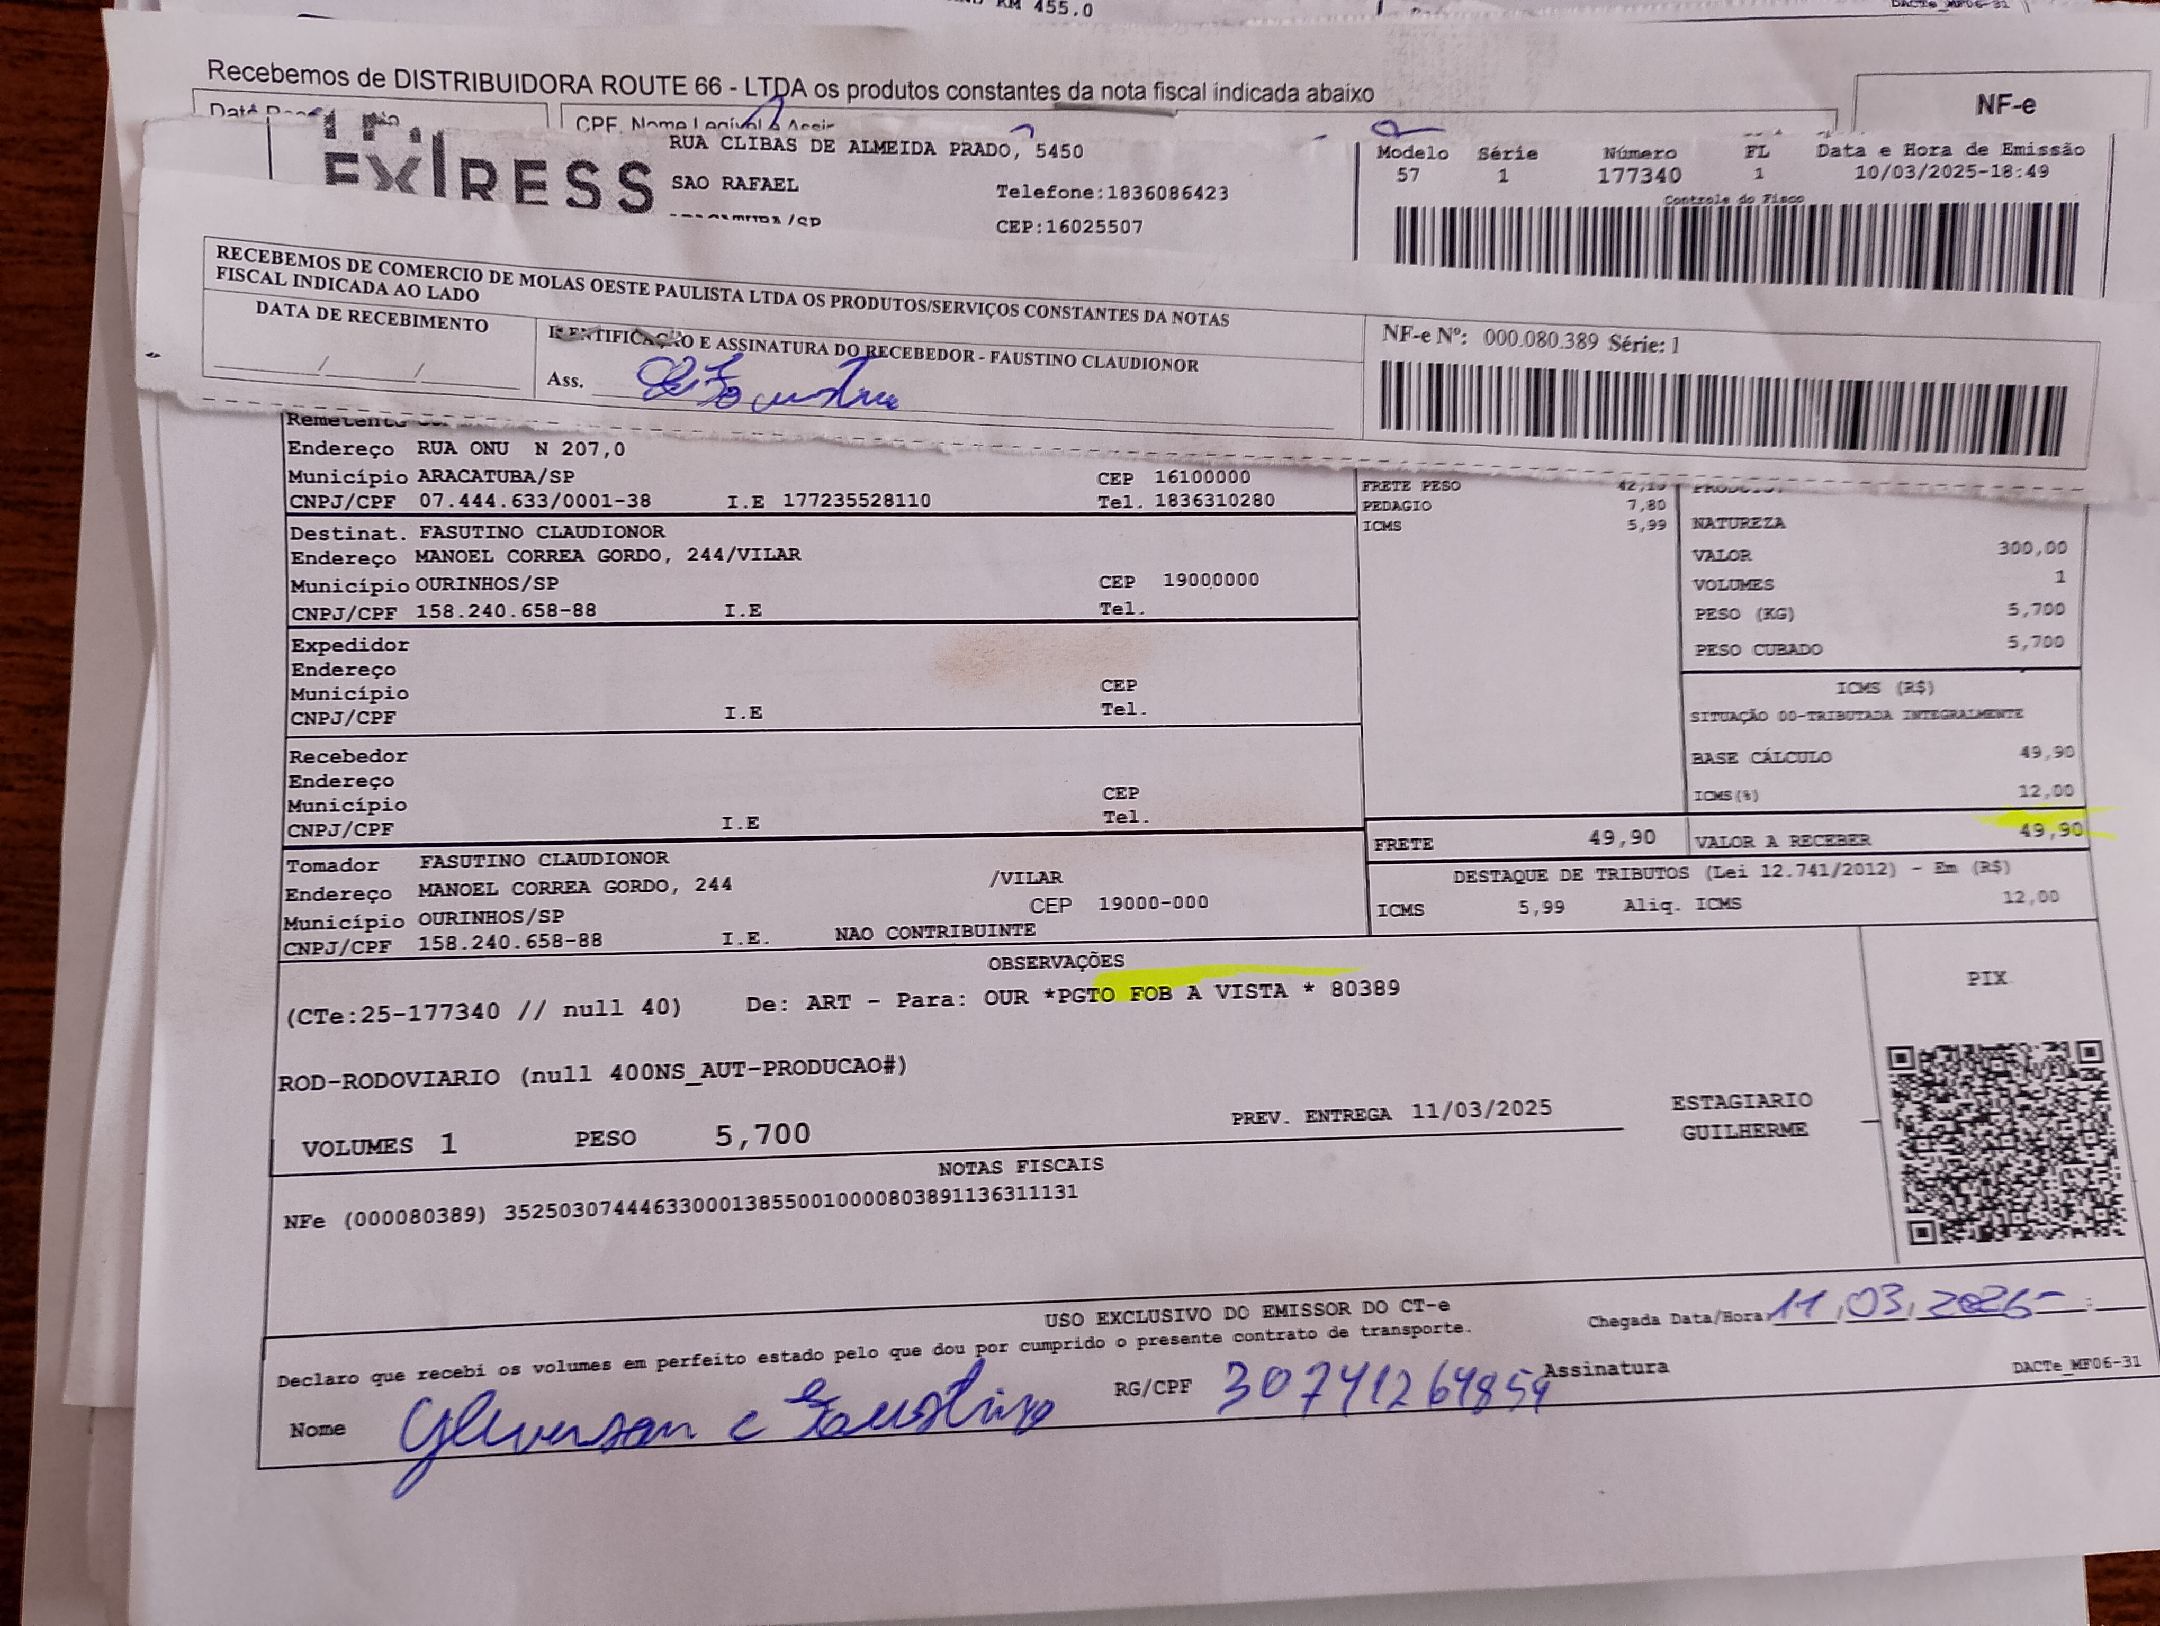 KM 455,0
DACTe_MF06-31
Recebemos de DISTRIBUIDORA ROUTE 66 - LTDA os produtos constantes da nota fiscal indicada abaixo
NF-e
CPF, Nome Legível e
EXPRESS
RUA CLIBAS DE ALMEIDA PRADO, 5450
SAO RAFAEL
Telefone:1836086423
/SP
CEP:16025507
Modelo Série Número FL Data e Hora de Emissão
57 1 177340 1 10/03/2025-18:49
Controle do Fisco
RECEBEMOS DE COMERCIO DE MOLAS OESTE PAULISTA LTDA OS PRODUTOS/SERVIÇOS CONSTANTES DA NOTAS
FISCAL INDICADA AO LADO
DATA DE RECEBIMENTO
IDENTIFICAÇÃO E ASSINATURA DO RECEBEDOR - FAUSTINO CLAUDIONOR
Ass.
NF-e Nº: 000.080.389 Série: 1
Remetente
Endereço RUA ONU N 207,0
Município ARACATUBA/SP CEP 16100000
CNPJ/CPF 07.444.633/0001-38 I.E 177235528110 Tel. 1836310280
Destinat. FASUTINO CLAUDIONOR
Endereço MANOEL CORREA GORDO, 244/VILAR
Município OURINHOS/SP CEP 19000000
CNPJ/CPF 158.240.658-88 I.E Tel.
Expedidor
Endereço
Município CEP
CNPJ/CPF I.E Tel.
Recebedor
Endereço
Município CEP
CNPJ/CPF I.E Tel.
Tomador FASUTINO CLAUDIONOR
Endereço MANOEL CORREA GORDO, 244 /VILAR
Município OURINHOS/SP CEP 19000-000
CNPJ/CPF 158.240.658-88 I.E. NAO CONTRIBUINTE
FRETE PESO
PEDAGIO 7,80
ICMS 5,99
NATUREZA
VALOR 300,00
VOLUMES 1
PESO (KG) 5,700
PESO CUBADO 5,700
ICMS (R$)
SITUAÇÃO 00-TRIBUTADA INTEGRALMENTE
BASE CÁLCULO 49,90
ICMS(%) 12,00
FRETE 49,90 VALOR A RECEBER 49,90
DESTAQUE DE TRIBUTOS (Lei 12.741/2012) - Em (R$)
ICMS 5,99 Aliq. ICMS 12,00
OBSERVAÇÕES
(CTe:25-177340 // null 40) De: ART - Para: OUR *PGTO FOB A VISTA * 80389
PIX
ROD-RODOVIARIO (null 400NS_AUT-PRODUCAO#)
VOLUMES 1 PESO 5,700 PREV. ENTREGA 11/03/2025
ESTAGIARIO
GUILHERME
NOTAS FISCAIS
NFe (000080389) 35250307444633000138550010000803891136311131
USO EXCLUSIVO DO EMISSOR DO CT-e
Chegada Data/Hora 11,03,2025
Declaro que recebi os volumes em perfeito estado pelo que dou por cumprido o presente contrato de transporte.
Nome Gleverson c Faustino RG/CPF 30741264854 Assinatura
DACTe_MF06-31